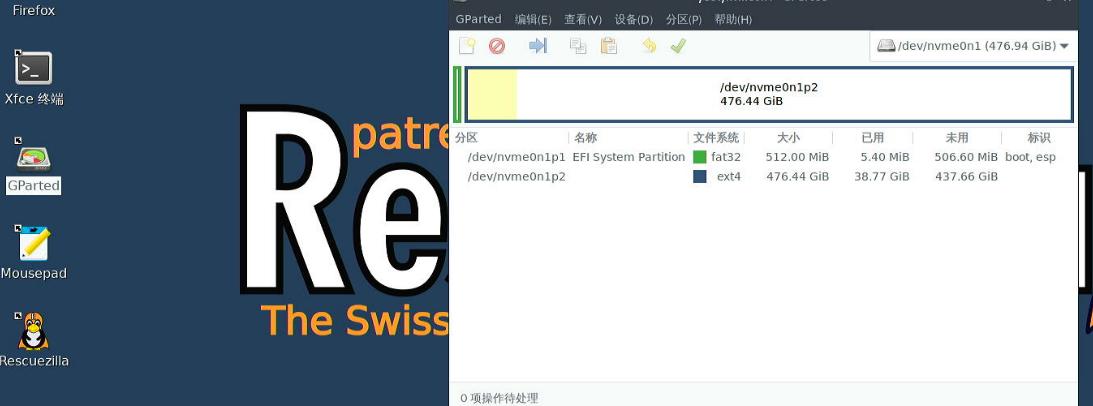 Firefox
Xfce 终端
GParted
Mousepad
Rescuezilla
patre
Re
The Swiss
GParted 编辑(E) 查看(V) 设备(D) 分区(P) 帮助(H)
/dev/nvme0n1 (476.94 GiB)
/dev/nvme0n1p2
476.44 GiB
分区 名称 文件系统 大小 已用 未用 标识
/dev/nvme0n1p1 EFI System Partition fat32 512.00 MiB 5.40 MiB 506.60 MiB boot, esp
/dev/nvme0n1p2 ext4 476.44 GiB 38.77 GiB 437.66 GiB
0 项操作待处理